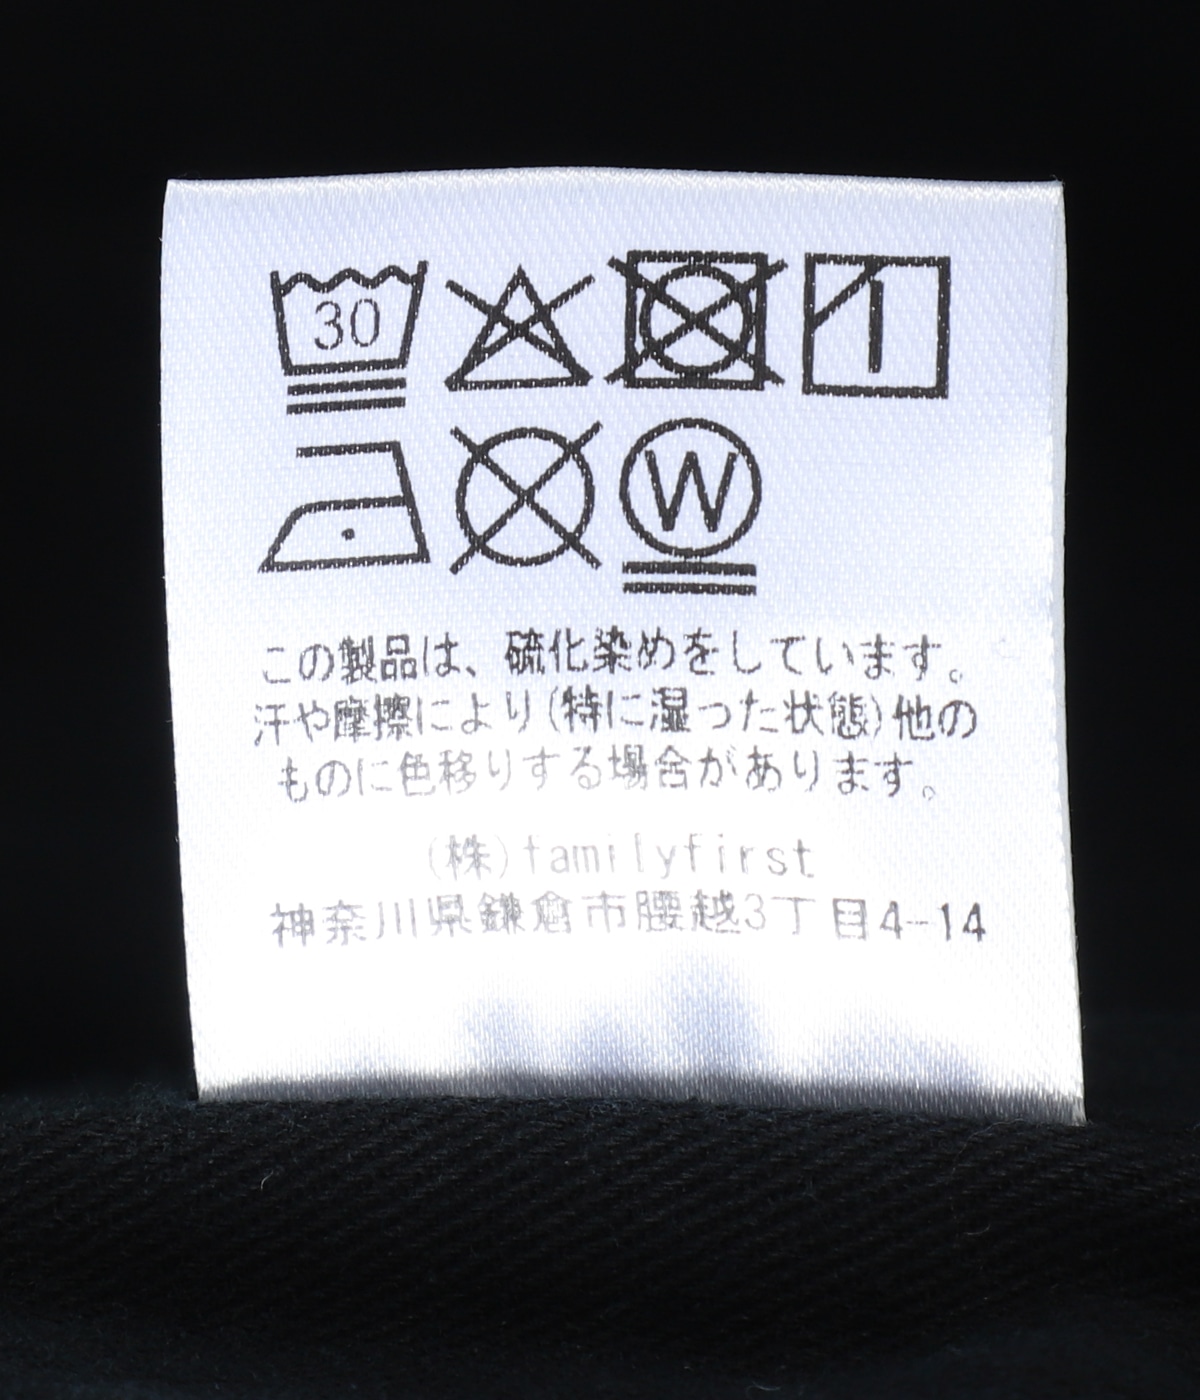 30
W
この製品は、硫化染めをしています。
汗や摩擦により(特に湿った状態)他の
ものに色移りする場合があります。
(株)familyfirst
神奈川県鎌倉市腰越3丁目4-14